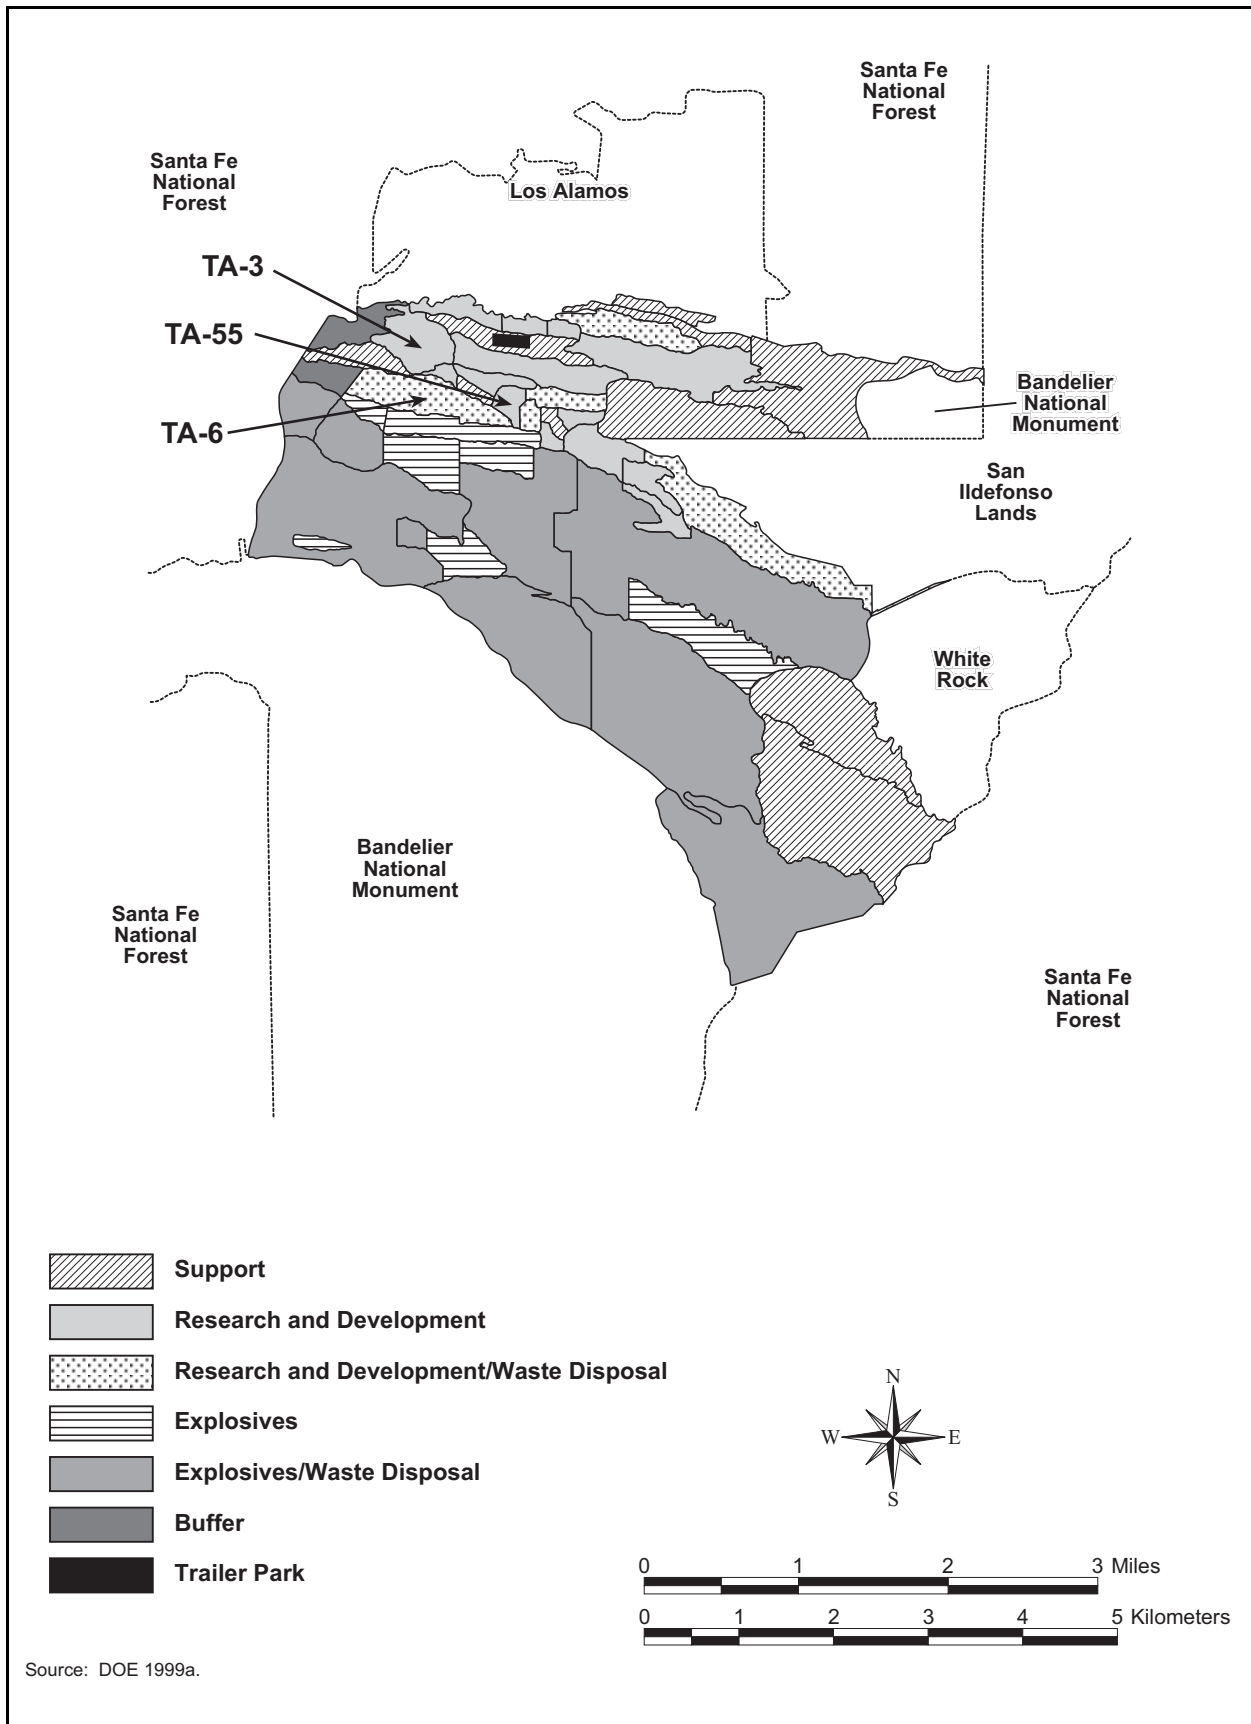 Santa Fe
National
Forest
Santa Fe
National
Forest
Los Alamos
TA-3
TA-55
TA-6
Bandelier
National
Monument
San
Ildefonso
Lands
White
Rock
Bandelier
National
Monument
Santa Fe
National
Forest
Santa Fe
National
Forest
Support
Research and Development
Research and Development/Waste Disposal
Explosives
Explosives/Waste Disposal
Buffer
Trailer Park
N
W E
S
0 1 2 3 Miles
0 1 2 3 4 5 Kilometers
Source: DOE 1999a.